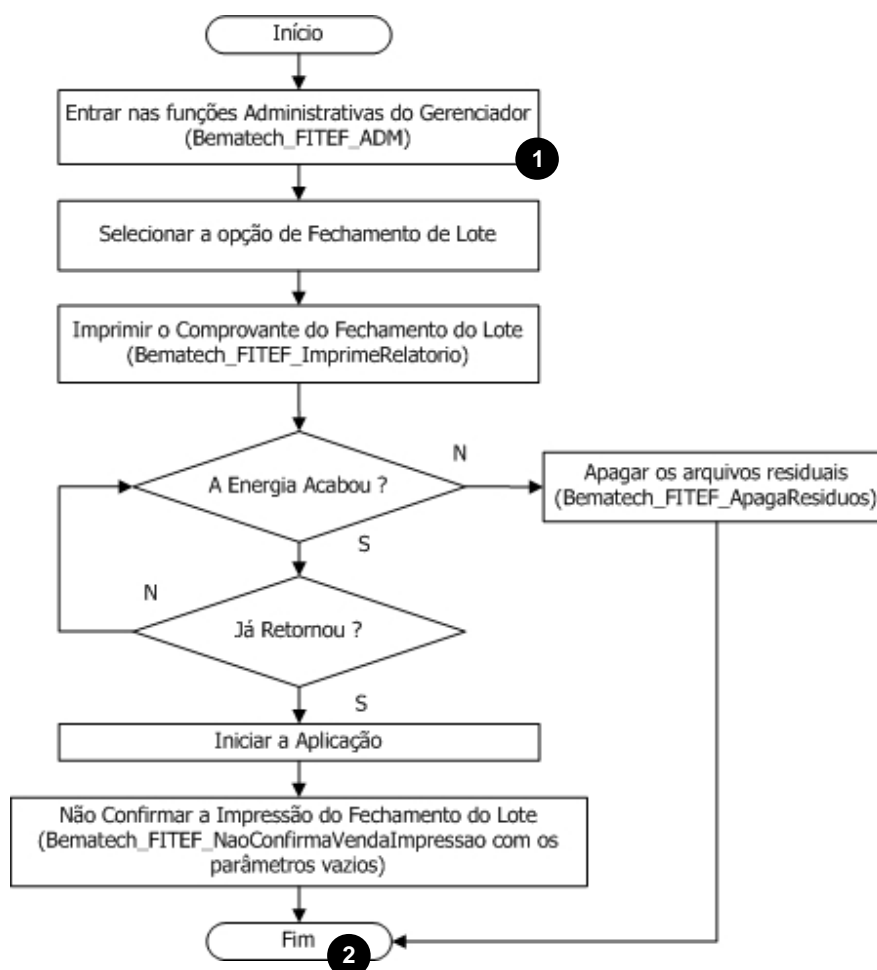 Início
Entrar nas funções Administrativas do Gerenciador
(Bematech_FITEF_ADM)
1
Selecionar a opção de Fechamento de Lote
Imprimir o Comprovante do Fechamento do Lote
(Bematech_FITEF_ImprimeRelatorio)
A Energia Acabou ?
N
Apagar os arquivos residuais
(Bematech_FITEF_ApagaResiduos)
S
N
Já Retornou ?
S
Iniciar a Aplicação
Não Confirmar a Impressão do Fechamento do Lote
(Bematech_FITEF_NaoConfirmaVendaImpressao com os
parâmetros vazios)
Fim
2